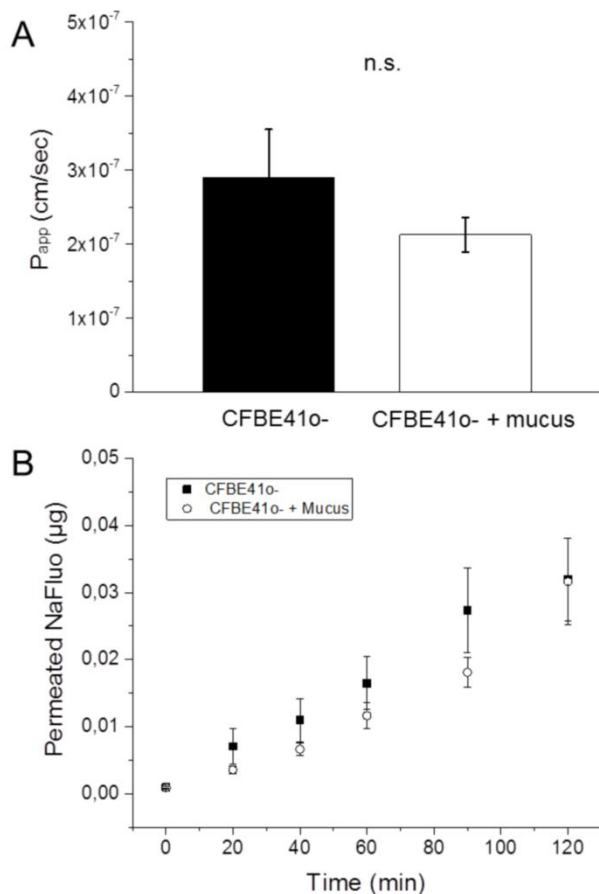 A
n.s.
P_app (cm/sec)
5x10⁻⁷
4x10⁻⁷
3x10⁻⁷
2x10⁻⁷
1x10⁻⁷
0
CFBE41o- CFBE41o- + mucus
B
CFBE41o-
CFBE41o- + Mucus
Permeated NaFluo (µg)
0,05
0,04
0,03
0,02
0,01
0,00
0 20 40 60 80 100 120
Time (min)